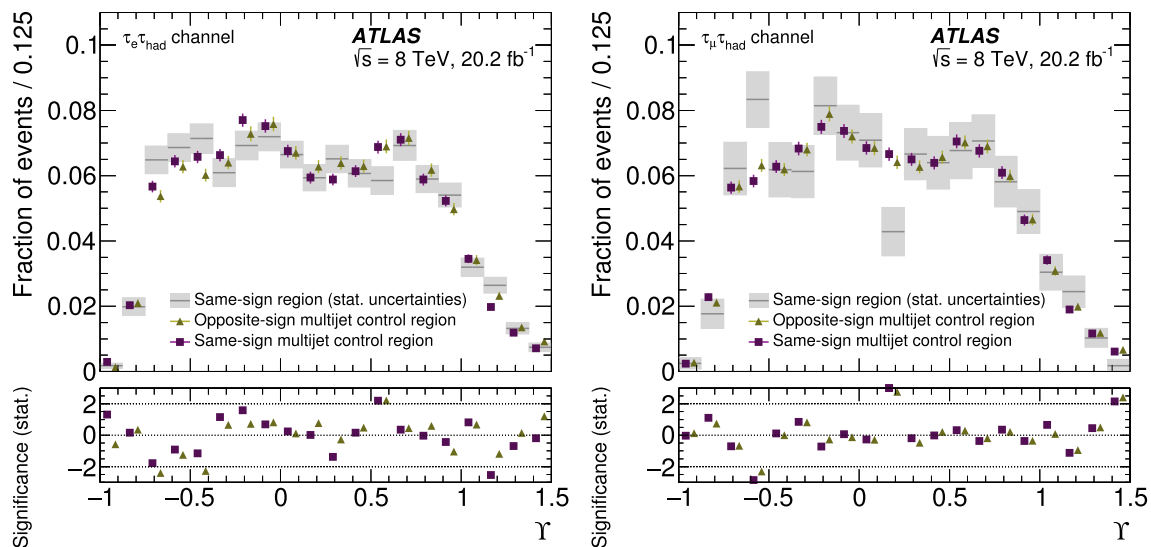 τeτhad channel
ATLAS
√s = 8 TeV, 20.2 fb-1
Fraction of events / 0.125
0.1
0.08
0.06
0.04
0.02
0
Same-sign region (stat. uncertainties)
Opposite-sign multijet control region
Same-sign multijet control region
Significance (stat.)
2
0
−2
−1 −0.5 0 0.5 1 1.5
ϒ
τμτhad channel
ATLAS
√s = 8 TeV, 20.2 fb-1
Fraction of events / 0.125
0.1
0.08
0.06
0.04
0.02
0
Same-sign region (stat. uncertainties)
Opposite-sign multijet control region
Same-sign multijet control region
Significance (stat.)
2
0
−2
−1 −0.5 0 0.5 1 1.5
ϒ